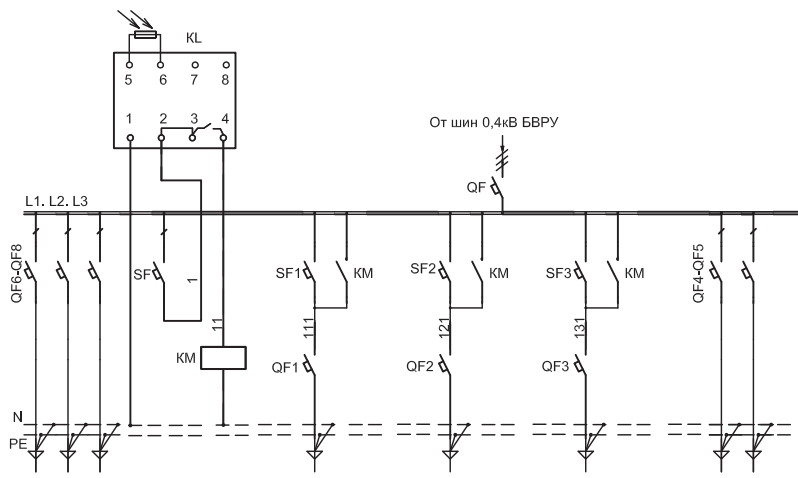 KL
5 6 7 8
1 2 3 4
От шин 0,4кВ БВРУ
QF
L1. L2. L3
QF6-QF8
SF
1
SF1
KM
SF2
KM
SF3
KM
QF4-QF5
11
111
121
131
KM
QF1
QF2
QF3
N
PE